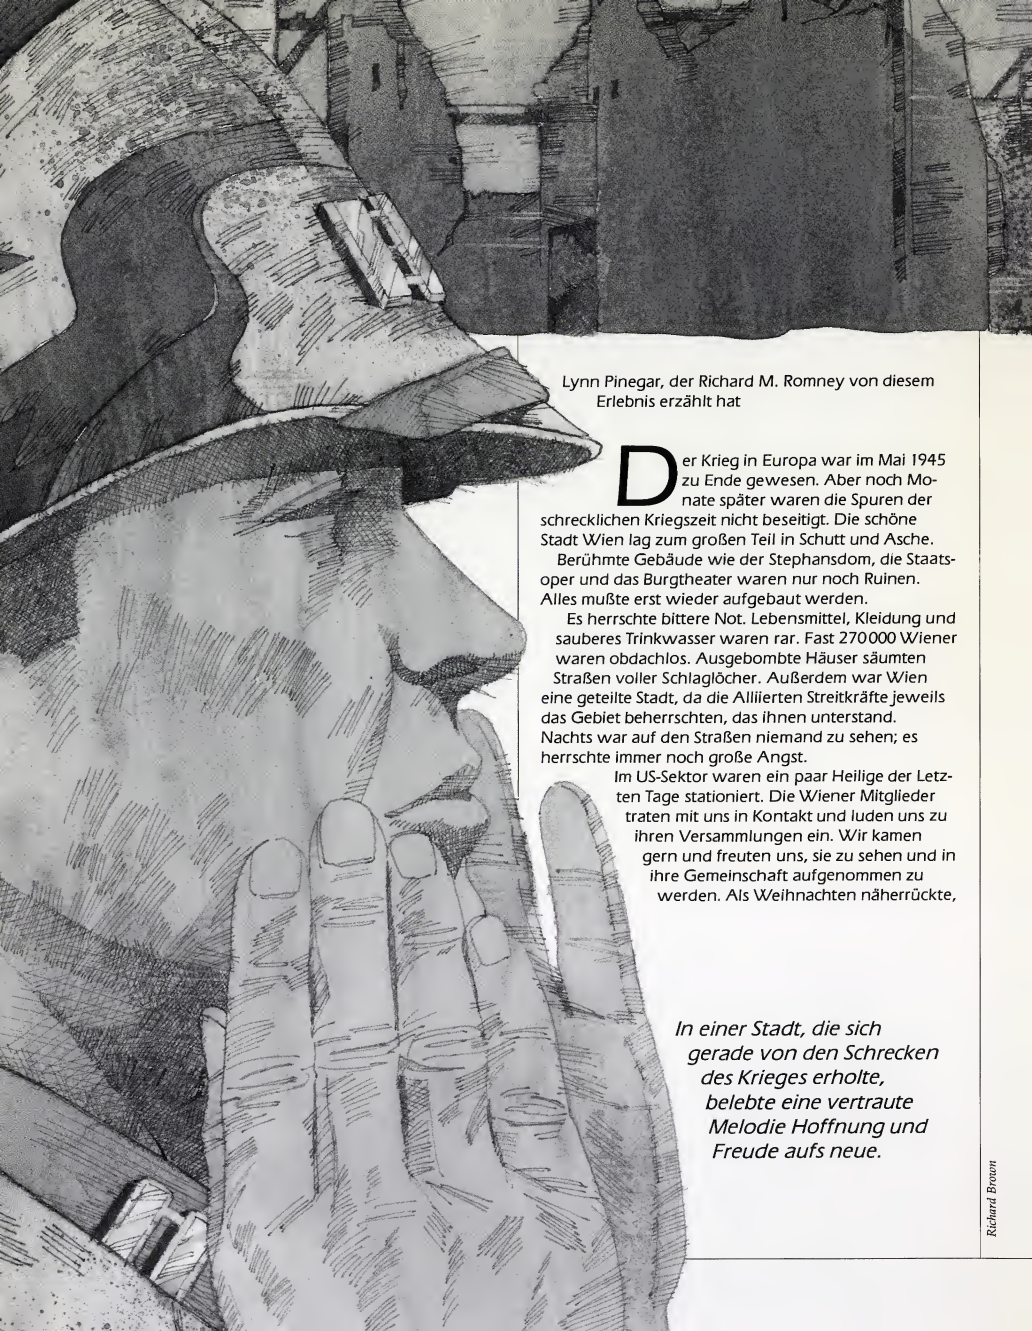 Lynn Pinegar, der Richard M. Romney von diesem
Erlebnis erzählt hat
Der Krieg in Europa war im Mai 1945
zu Ende gewesen. Aber noch Mo-
nate später waren die Spuren der
schrecklichen Kriegszeit nicht beseitigt. Die schöne
Stadt Wien lag zum großen Teil in Schutt und Asche.
Berühmte Gebäude wie der Stephansdom, die Staats-
oper und das Burgtheater waren nur noch Ruinen.
Alles mußte erst wieder aufgebaut werden.
Es herrschte bittere Not. Lebensmittel, Kleidung und
sauberes Trinkwasser waren rar. Fast 270000 Wiener
waren obdachlos. Ausgebombte Häuser säumten
Straßen voller Schlaglöcher. Außerdem war Wien
eine geteilte Stadt, da die Alliierten Streitkräfte jeweils
das Gebiet beherrschten, das ihnen unterstand.
Nachts war auf den Straßen niemand zu sehen; es
herrschte immer noch große Angst.
Im US-Sektor waren ein paar Heilige der Letz-
ten Tage stationiert. Die Wiener Mitglieder
traten mit uns in Kontakt und luden uns zu
ihren Versammlungen ein. Wir kamen
gern und freuten uns, sie zu sehen und in
ihre Gemeinschaft aufgenommen zu
werden. Als Weihnachten näherrückte,
In einer Stadt, die sich
gerade von den Schrecken
des Krieges erholte,
belebte eine vertraute
Melodie Hoffnung und
Freude aufs neue.
Richard Brown